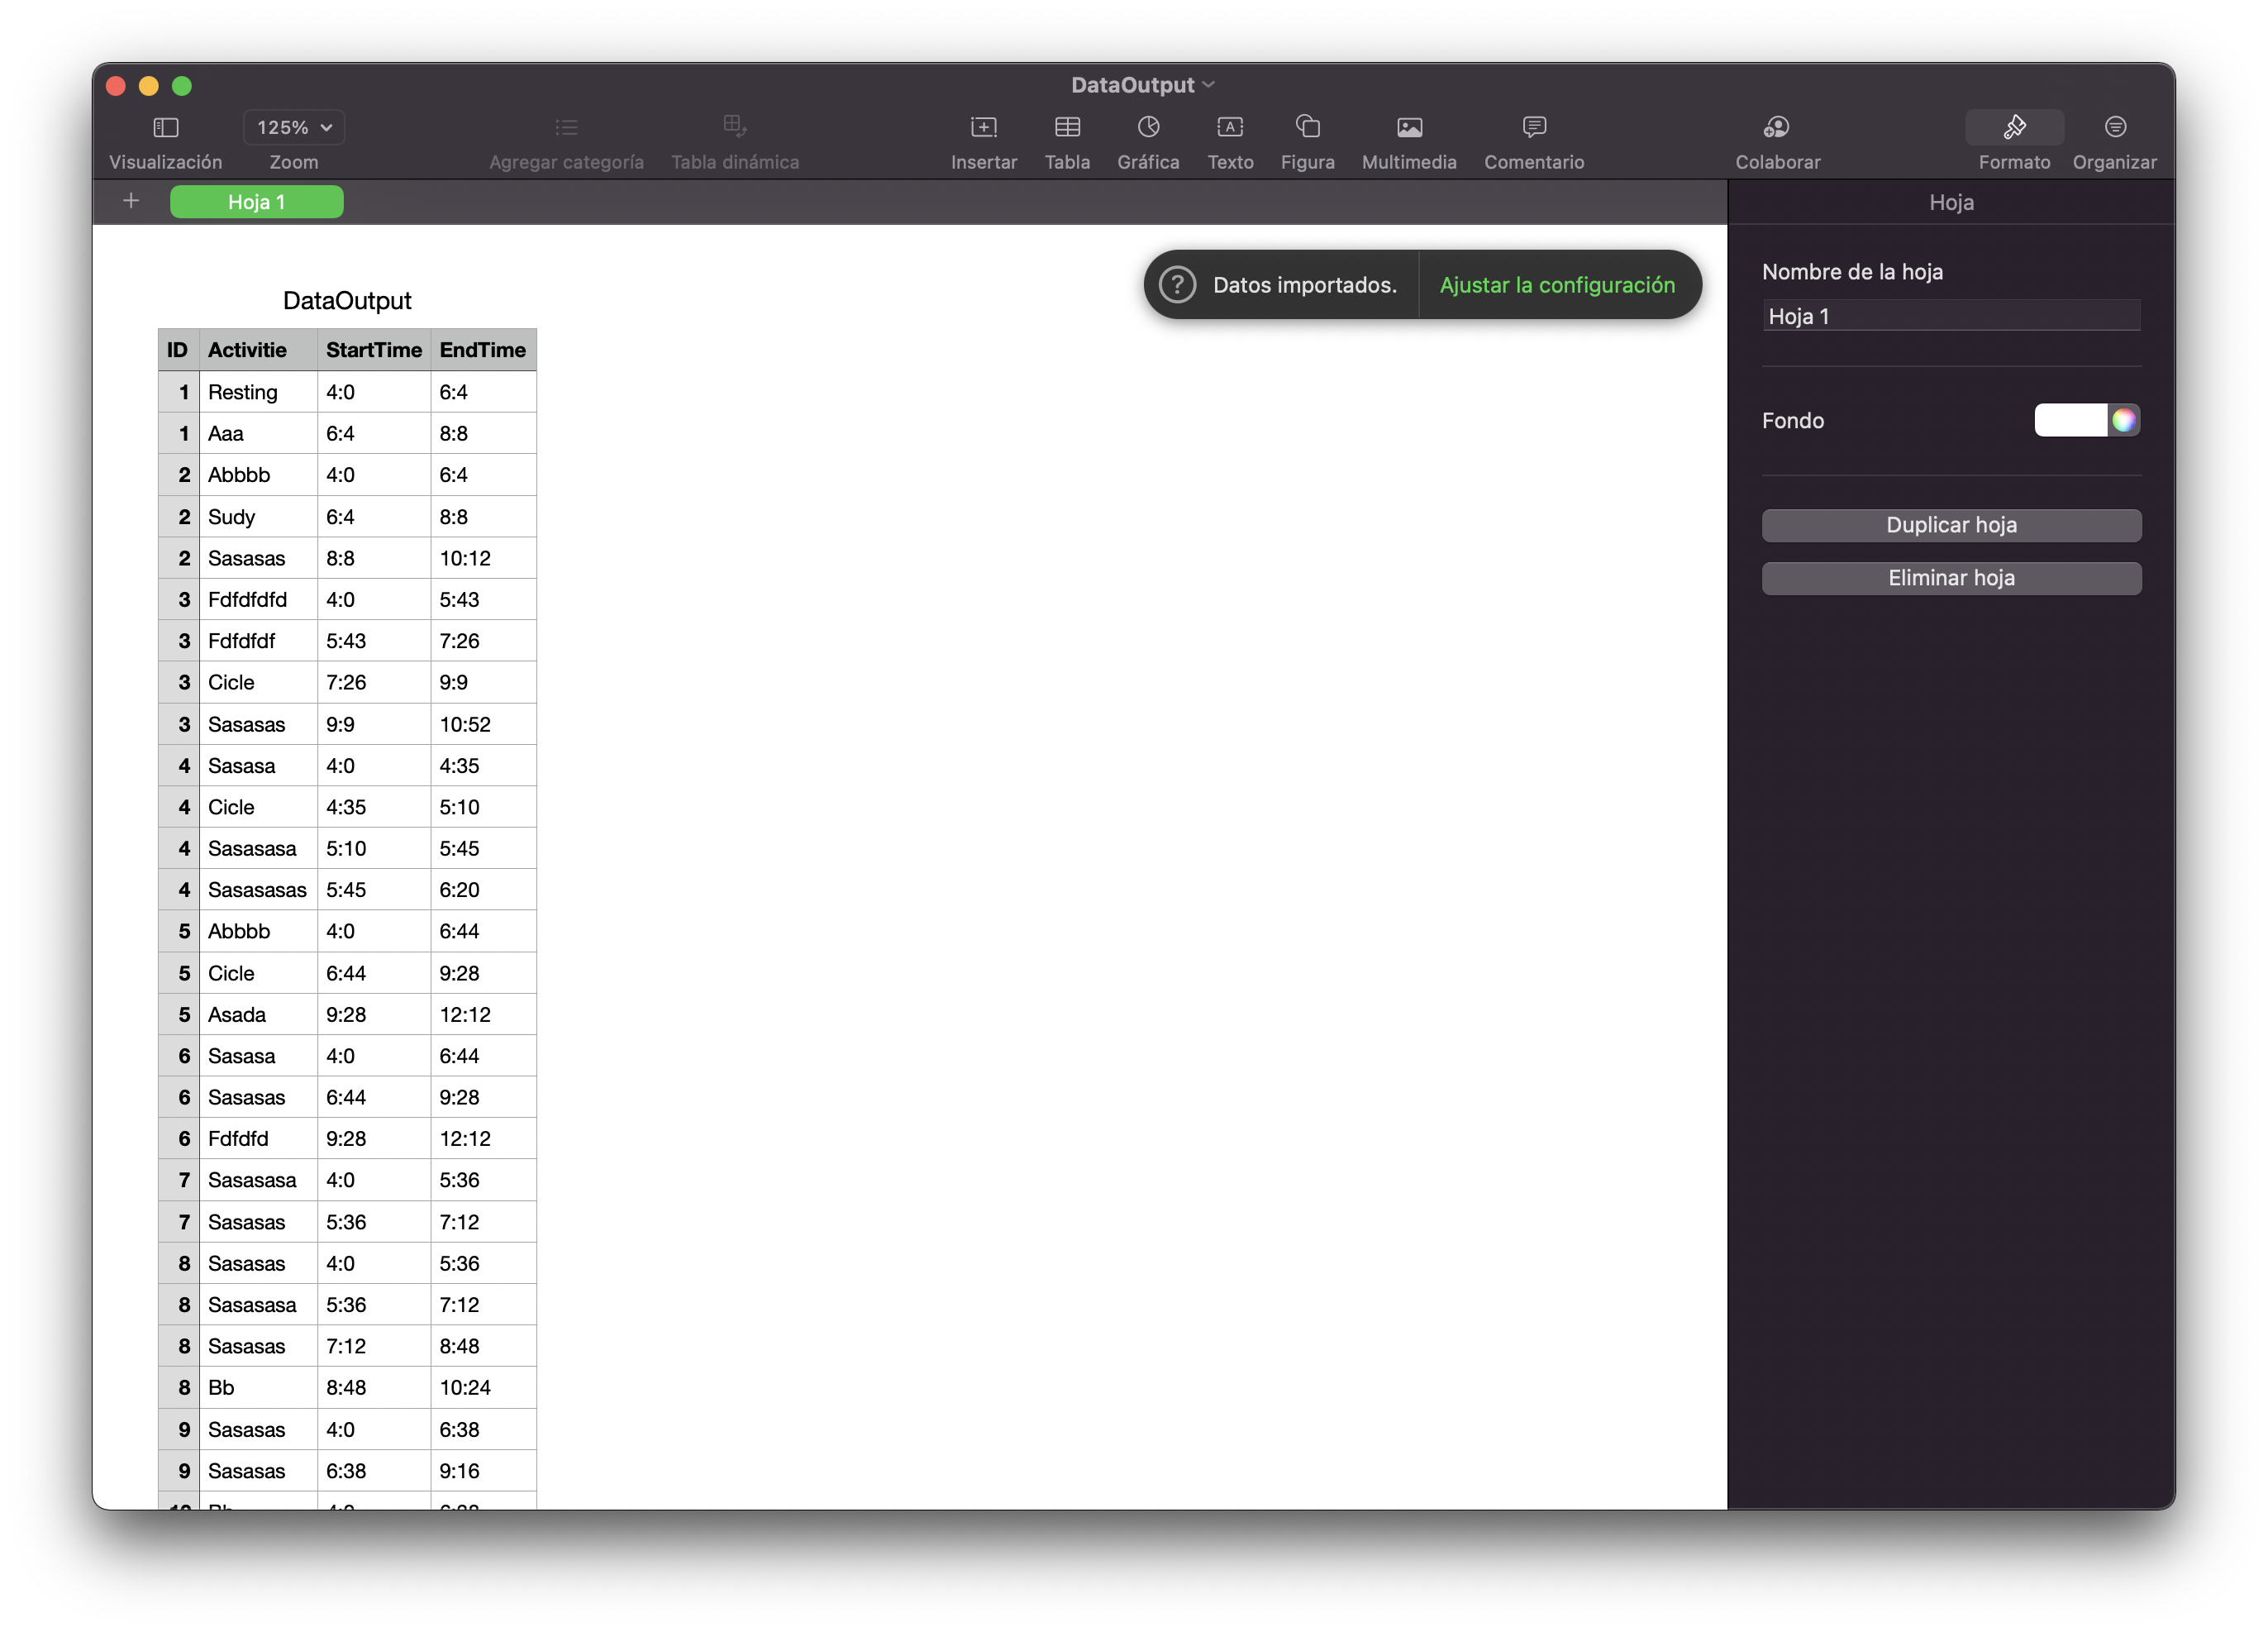 DataOutput
125%
Visualización Zoom Agregar categoría Tabla dinámica Insertar Tabla Gráfica Texto Figura Multimedia Comentario Colaborar Formato Organizar
+ Hoja 1
Hoja
? Datos importados. Ajustar la configuración
Nombre de la hoja
Hoja 1
Fondo
Duplicar hoja
Eliminar hoja
DataOutput
ID Activitie StartTime EndTime
1 Resting 4:0 6:4
1 Aaa 6:4 8:8
2 Abbbb 4:0 6:4
2 Sudy 6:4 8:8
2 Sasasas 8:8 10:12
3 Fdfdfdfd 4:0 5:43
3 Fdfdfdf 5:43 7:26
3 Cicle 7:26 9:9
3 Sasasas 9:9 10:52
4 Sasasa 4:0 4:35
4 Cicle 4:35 5:10
4 Sasasasa 5:10 5:45
4 Sasasasas 5:45 6:20
5 Abbbb 4:0 6:44
5 Cicle 6:44 9:28
5 Asada 9:28 12:12
6 Sasasa 4:0 6:44
6 Sasasas 6:44 9:28
6 Fdfdfd 9:28 12:12
7 Sasasasa 4:0 5:36
7 Sasasas 5:36 7:12
8 Sasasas 4:0 5:36
8 Sasasasa 5:36 7:12
8 Sasasas 7:12 8:48
8 Bb 8:48 10:24
9 Sasasas 4:0 6:38
9 Sasasas 6:38 9:16